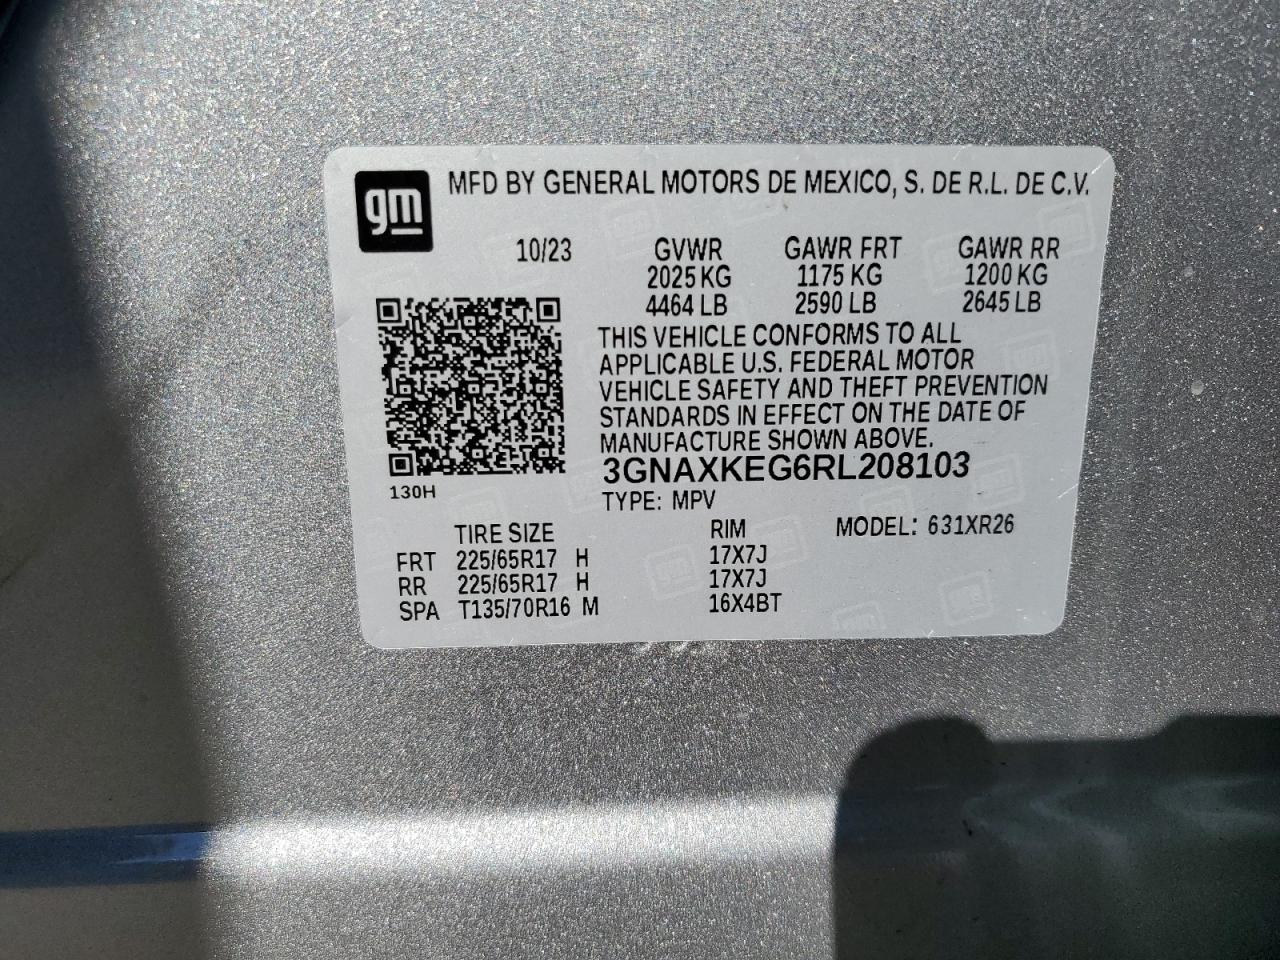 gm
MFD BY GENERAL MOTORS DE MEXICO, S. DE R.L. DE C.V.
10/23 GVWR GAWR FRT GAWR RR
2025 KG 1175 KG 1200 KG
4464 LB 2590 LB 2645 LB
THIS VEHICLE CONFORMS TO ALL
APPLICABLE U.S. FEDERAL MOTOR
VEHICLE SAFETY AND THEFT PREVENTION
STANDARDS IN EFFECT ON THE DATE OF
MANUFACTURE SHOWN ABOVE.
3GNAXKEG6RL208103
130H
TYPE: MPV
TIRE SIZE RIM MODEL: 631XR26
FRT 225/65R17 H 17X7J
RR 225/65R17 H 17X7J
SPA T135/70R16 M 16X4BT